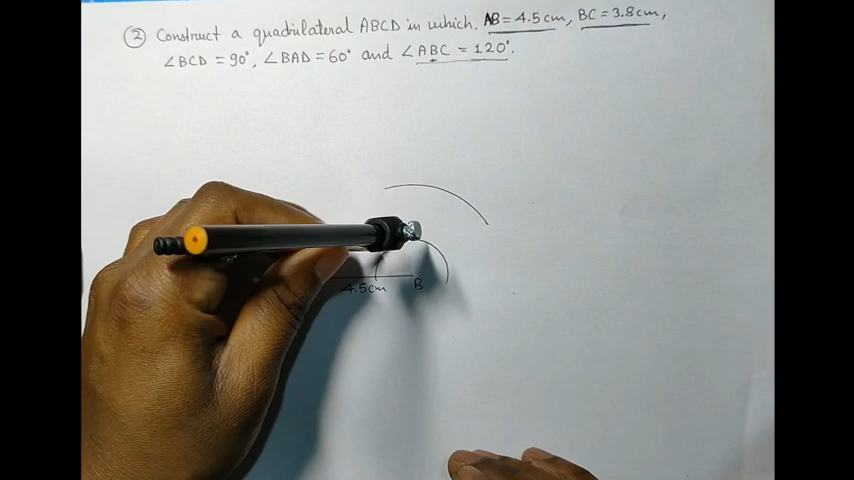 ② Construct a quadrilateral ABCD in which. AB = 4.5 cm, BC = 3.8 cm,
∠BCD = 90°, ∠BAD = 60° and ∠ABC = 120°.
4.5cm B